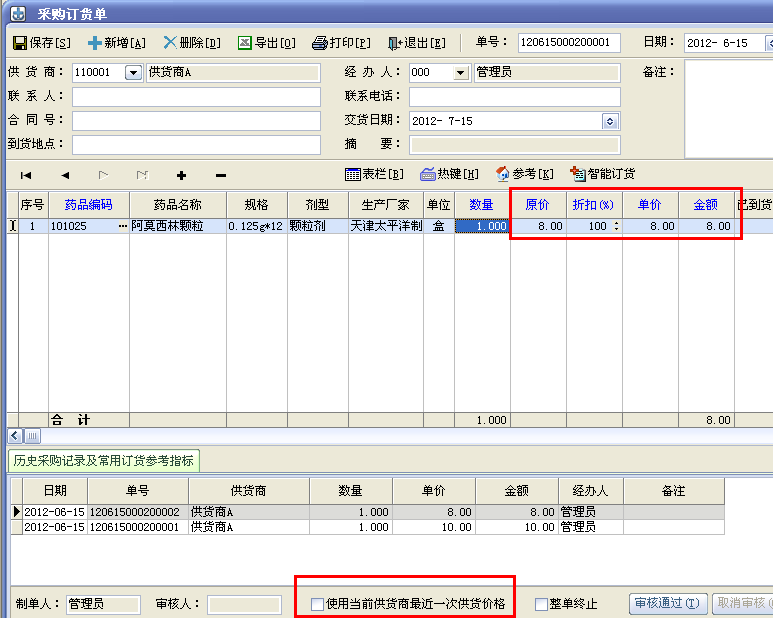 采购订货单
保存[S] 新增[A] 删除[D] 导出[O] 打印[P] 退出[E] 单号: 120615000200001 日期: 2012- 6-15
供 货 商: 110001 供货商A 经 办 人: 000 管理员 备注:
联 系 人: 联系电话:
合 同 号: 交货日期: 2012- 7-15
到货地点: 摘 要:
表栏[B] 热键[H] 参考[K] 智能订货
序号 药品编码 药品名称 规格 剂型 生产厂家 单位 数量 原价 折扣(%) 单价 金额 已到货
1 101025 ··· 阿莫西林颗粒 0.125g*12 颗粒剂 天津太平洋制 盒 1.000 8.00 100 8.00 8.00
合 计 1.000 8.00
历史采购记录及常用订货参考指标
日期 单号 供货商 数量 单价 金额 经办人 备注
2012-06-15 120615000200002 供货商A 1.000 8.00 8.00 管理员
2012-06-15 120615000200001 供货商A 1.000 10.00 10.00 管理员
制单人: 管理员 审核人: 使用当前供货商最近一次供货价格 整单终止 审核通过(T) 取消审核(